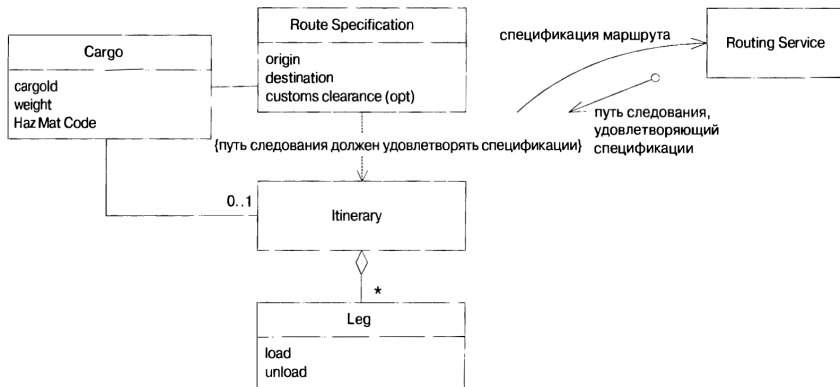 Cargo
cargoId
weight
Haz Mat Code
Route Specification
origin
destination
customs clearance (opt)
спецификация маршрута
Routing Service
путь следования,
удовлетворяющий
спецификации
{путь следования должен удовлетворять спецификации}
0..1
Itinerary
*
Leg
load
unload